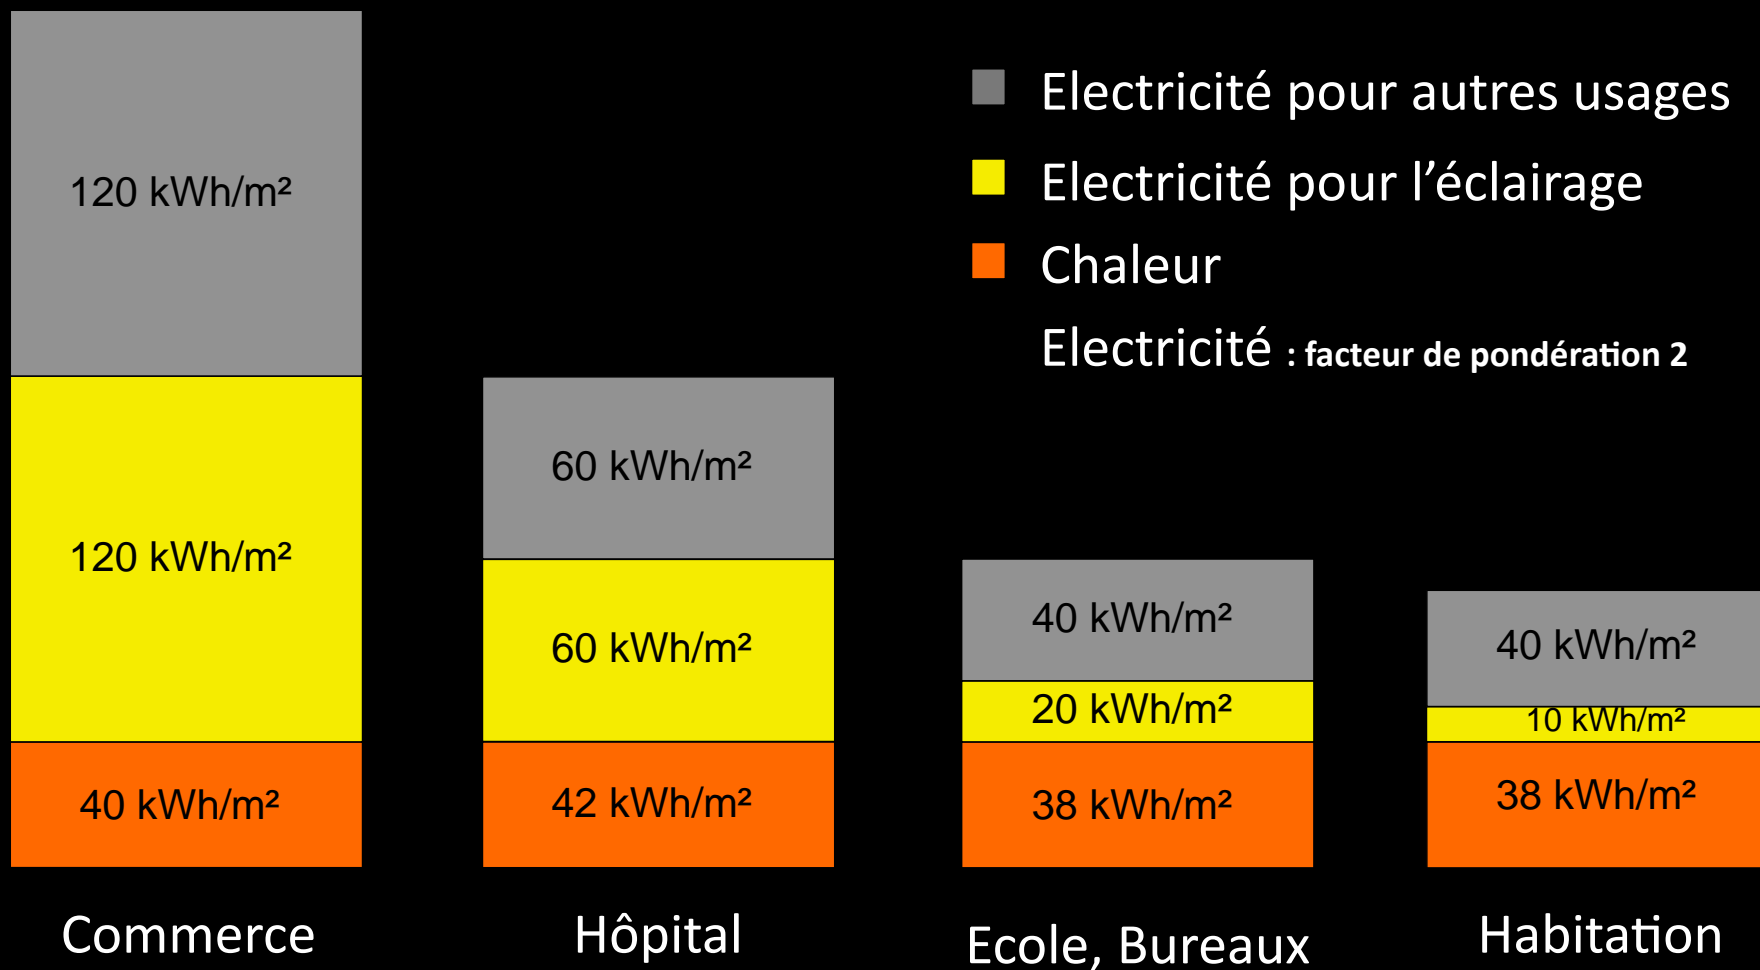 120 kWh/m²
120 kWh/m²
40 kWh/m²
Commerce
60 kWh/m²
60 kWh/m²
42 kWh/m²
Hôpital
40 kWh/m²
20 kWh/m²
38 kWh/m²
Ecole, Bureaux
40 kWh/m²
10 kWh/m²
38 kWh/m²
Habitation
Electricité pour autres usages
Electricité pour l’éclairage
Chaleur
Electricité : facteur de pondération 2